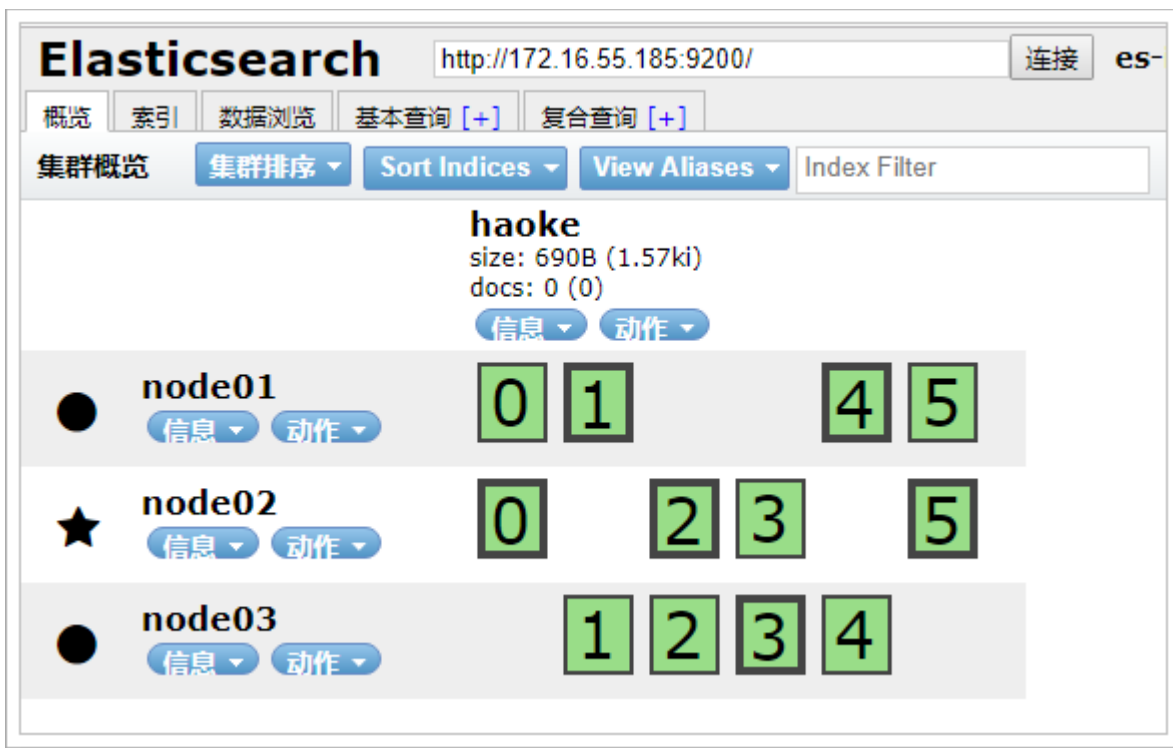 Elasticsearch http://172.16.55.185:9200/ 连接 es-
概览 索引 数据浏览 基本查询 [+] 复合查询 [+]
集群概览 集群排序 Sort Indices View Aliases Index Filter
haoke
size: 690B (1.57ki)
docs: 0 (0)
信息 动作
node01 0 1 4 5
信息 动作
node02 0 2 3 5
信息 动作
node03 1 2 3 4
信息 动作